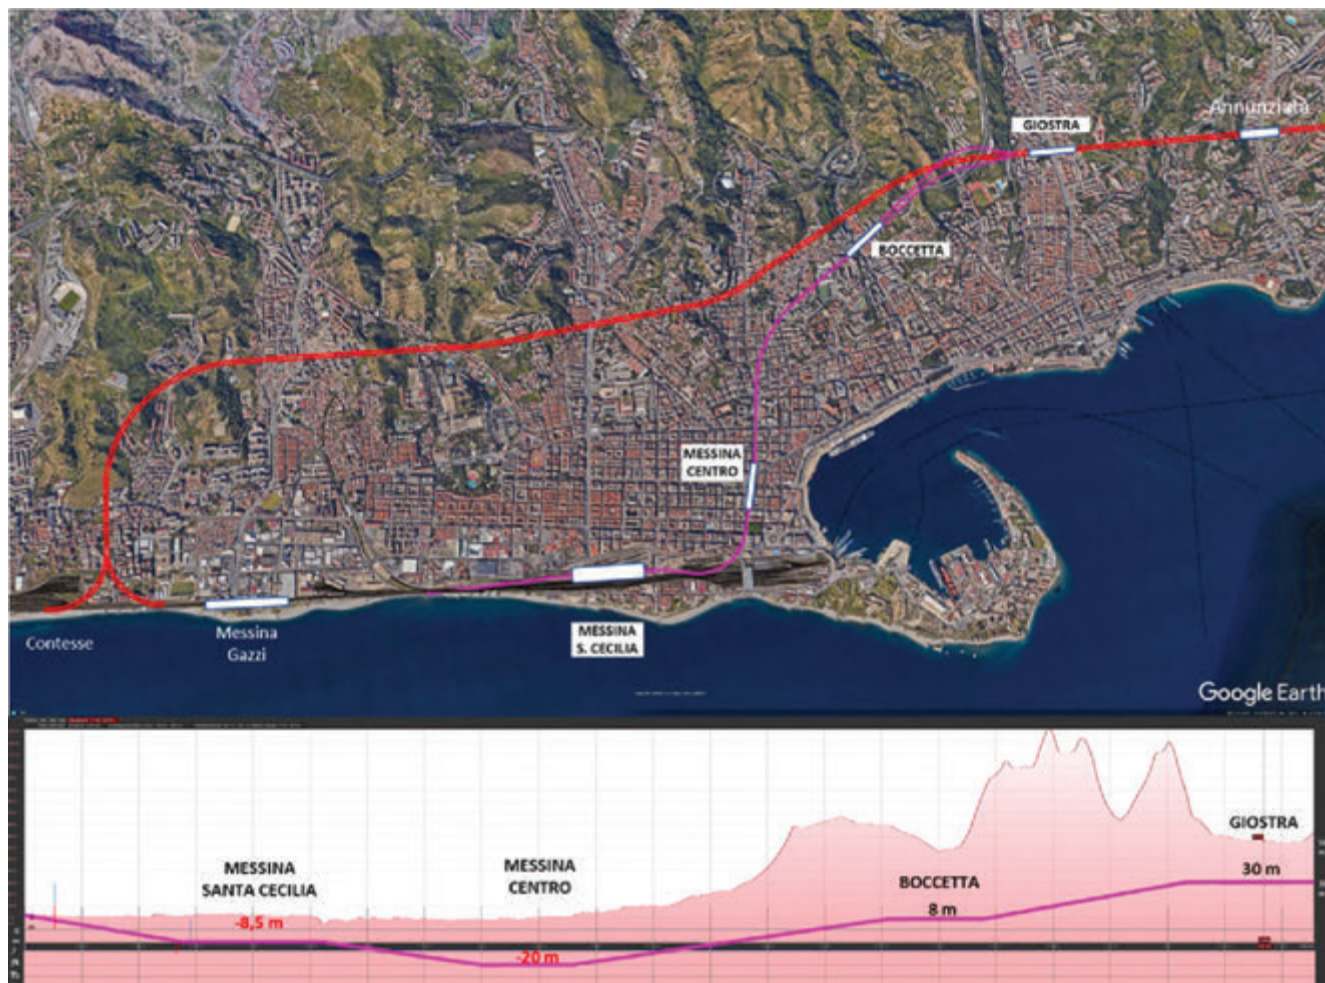 Annunziata
GIOSTRA
BOCCETTA
MESSINA
CENTRO
Contesse
Messina
Gazzi
MESSINA
S. CECILIA
Google Earth
MESSINA
SANTA CECILIA
-8,5 m
MESSINA
CENTRO
-20 m
BOCCETTA
8 m
GIOSTRA
30 m